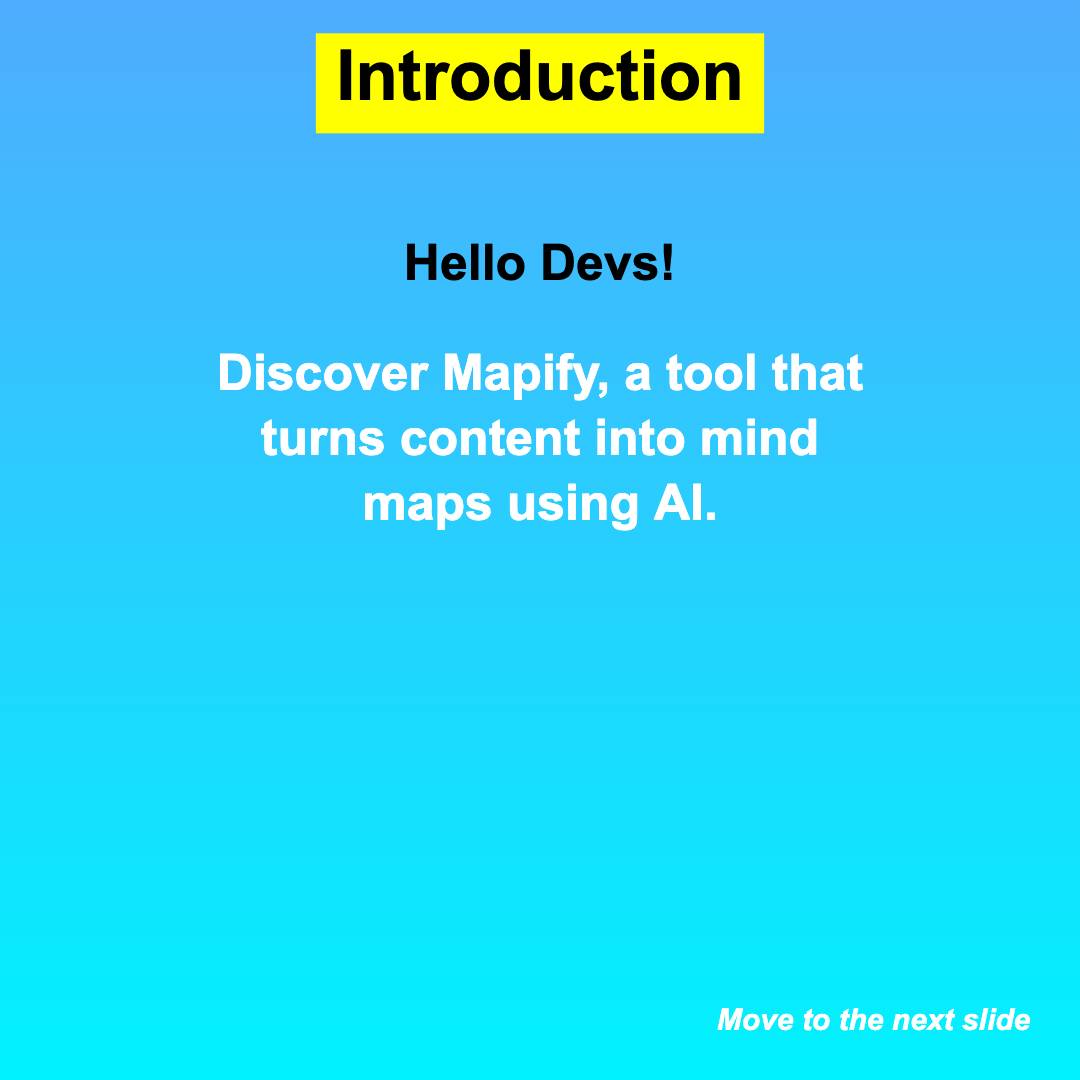 Introduction
Hello Devs!
Discover Mapify, a tool that
turns content into mind
maps using AI.
Move to the next slide